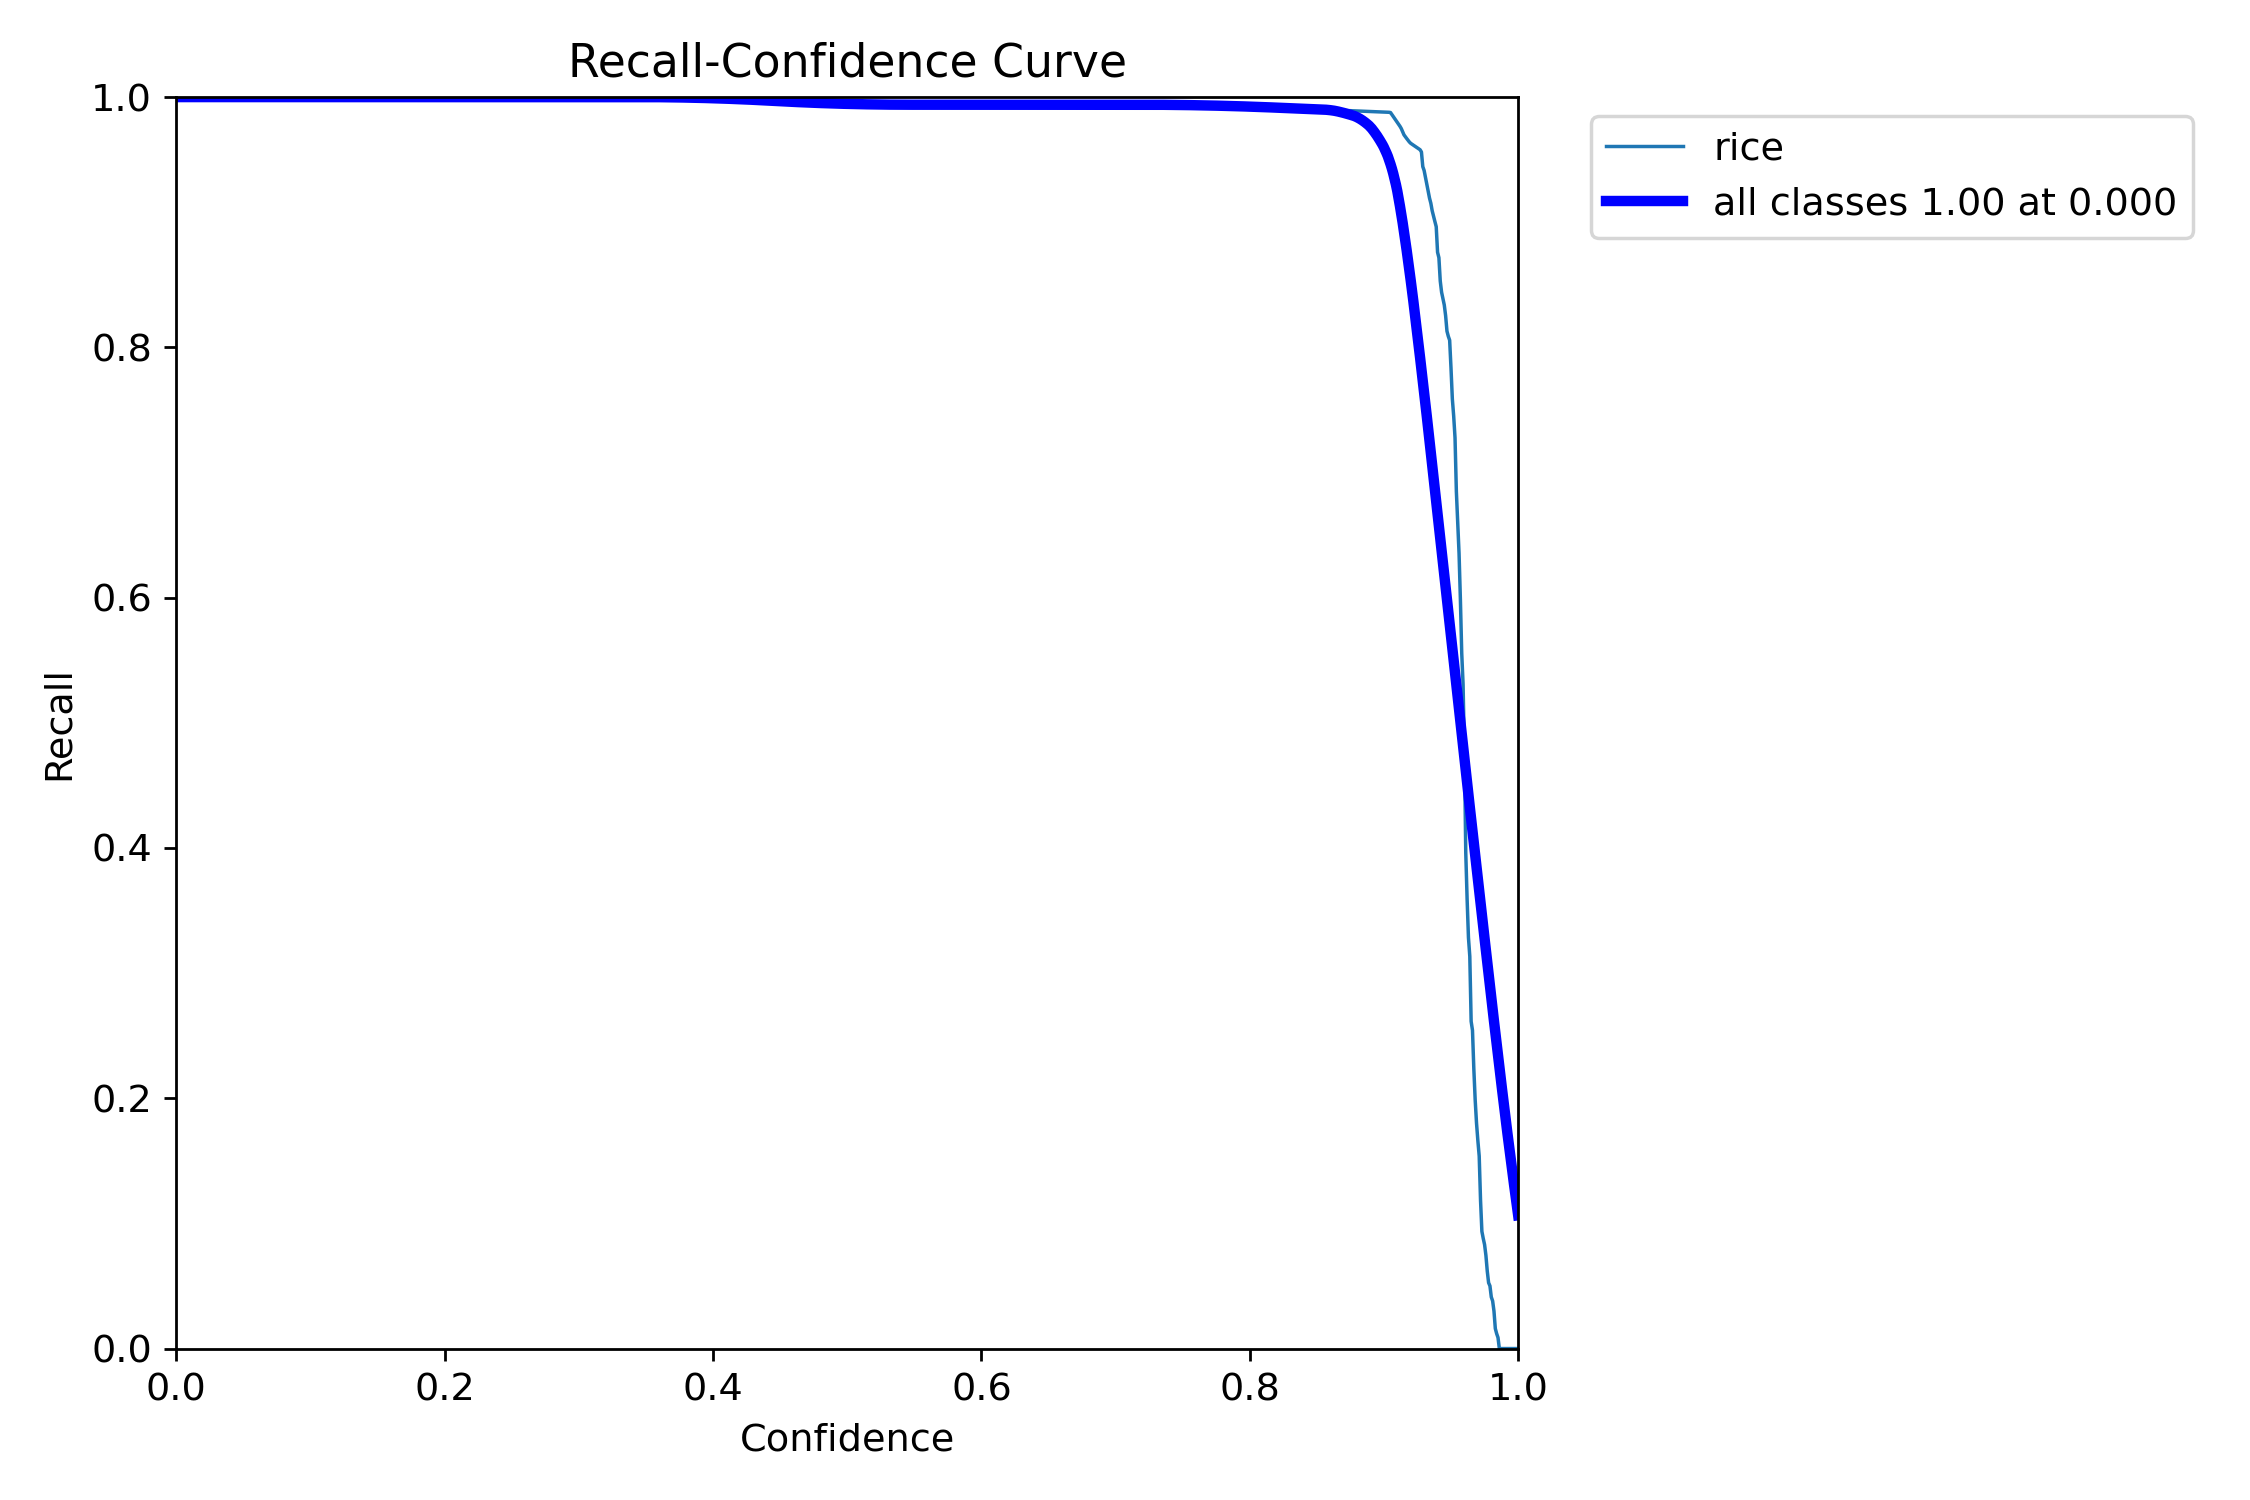 Recall-Confidence Curve
1.0
0.8
0.6
0.4
0.2
0.0
Recall
0.0 0.2 0.4 0.6 0.8 1.0
Confidence
rice
all classes 1.00 at 0.000